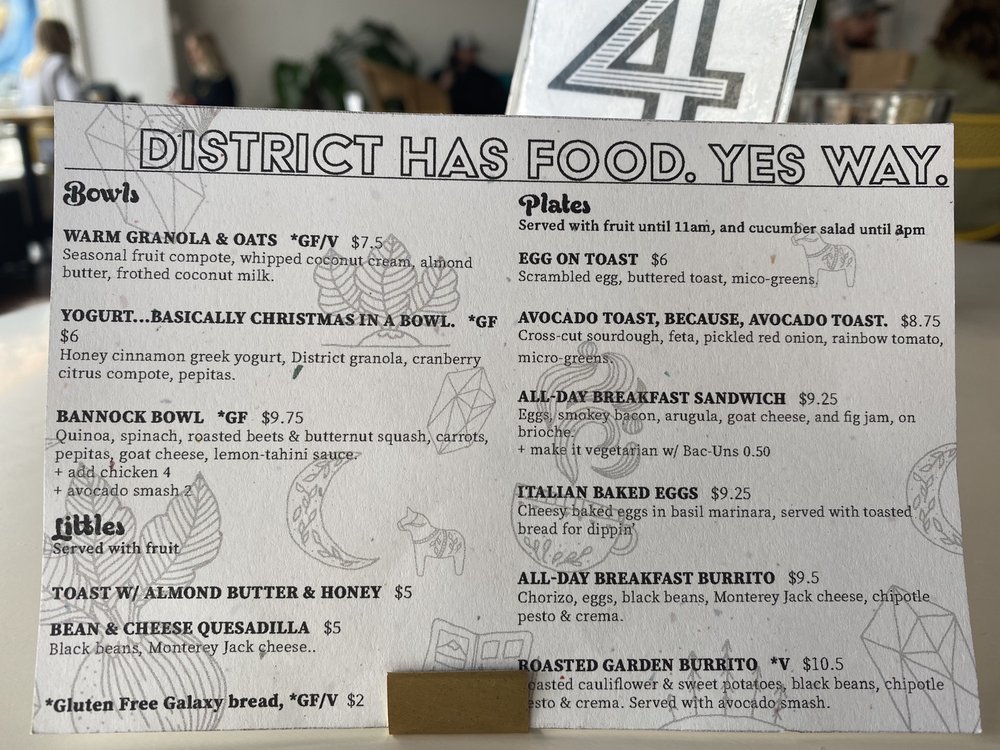 4
DISTRICT HAS FOOD. YES WAY.
Bowls
WARM GRANOLA & OATS *GF/V $7.5
Seasonal fruit compote, whipped coconut cream, almond
butter, frothed coconut milk.
YOGURT...BASICALLY CHRISTMAS IN A BOWL. *GF
$6
Honey cinnamon greek yogurt, District granola, cranberry
citrus compote, pepitas.
BANNOCK BOWL *GF $9.75
Quinoa, spinach, roasted beets & butternut squash, carrots,
pepitas, goat cheese, lemon-tahini sauce.
+ add chicken 4
+ avocado smash 2
Littles
Served with fruit
TOAST W/ ALMOND BUTTER & HONEY $5
BEAN & CHEESE QUESADILLA $5
Black beans, Monterey Jack cheese..
*Gluten Free Galaxy bread, *GF/V $2
Plates
Served with fruit until 11am, and cucumber salad until 3pm
EGG ON TOAST $6
Scrambled egg, buttered toast, mico-greens.
AVOCADO TOAST, BECAUSE, AVOCADO TOAST. $8.75
Cross-cut sourdough, feta, pickled red onion, rainbow tomato,
micro-greens.
ALL-DAY BREAKFAST SANDWICH $9.25
Eggs, smokey bacon, arugula, goat cheese, and fig jam, on
brioche.
+ make it vegetarian w/ Bac-Uns 0.50
ITALIAN BAKED EGGS $9.25
Cheesy baked eggs in basil marinara, served with toasted
bread for dippin'
ALL-DAY BREAKFAST BURRITO $9.5
Chorizo, eggs, black beans, Monterey Jack cheese, chipotle
pesto & crema.
ROASTED GARDEN BURRITO *V $10.5
oasted cauliflower & sweet potatoes, black beans, chipotle
esto & crema. Served with avocado smash.